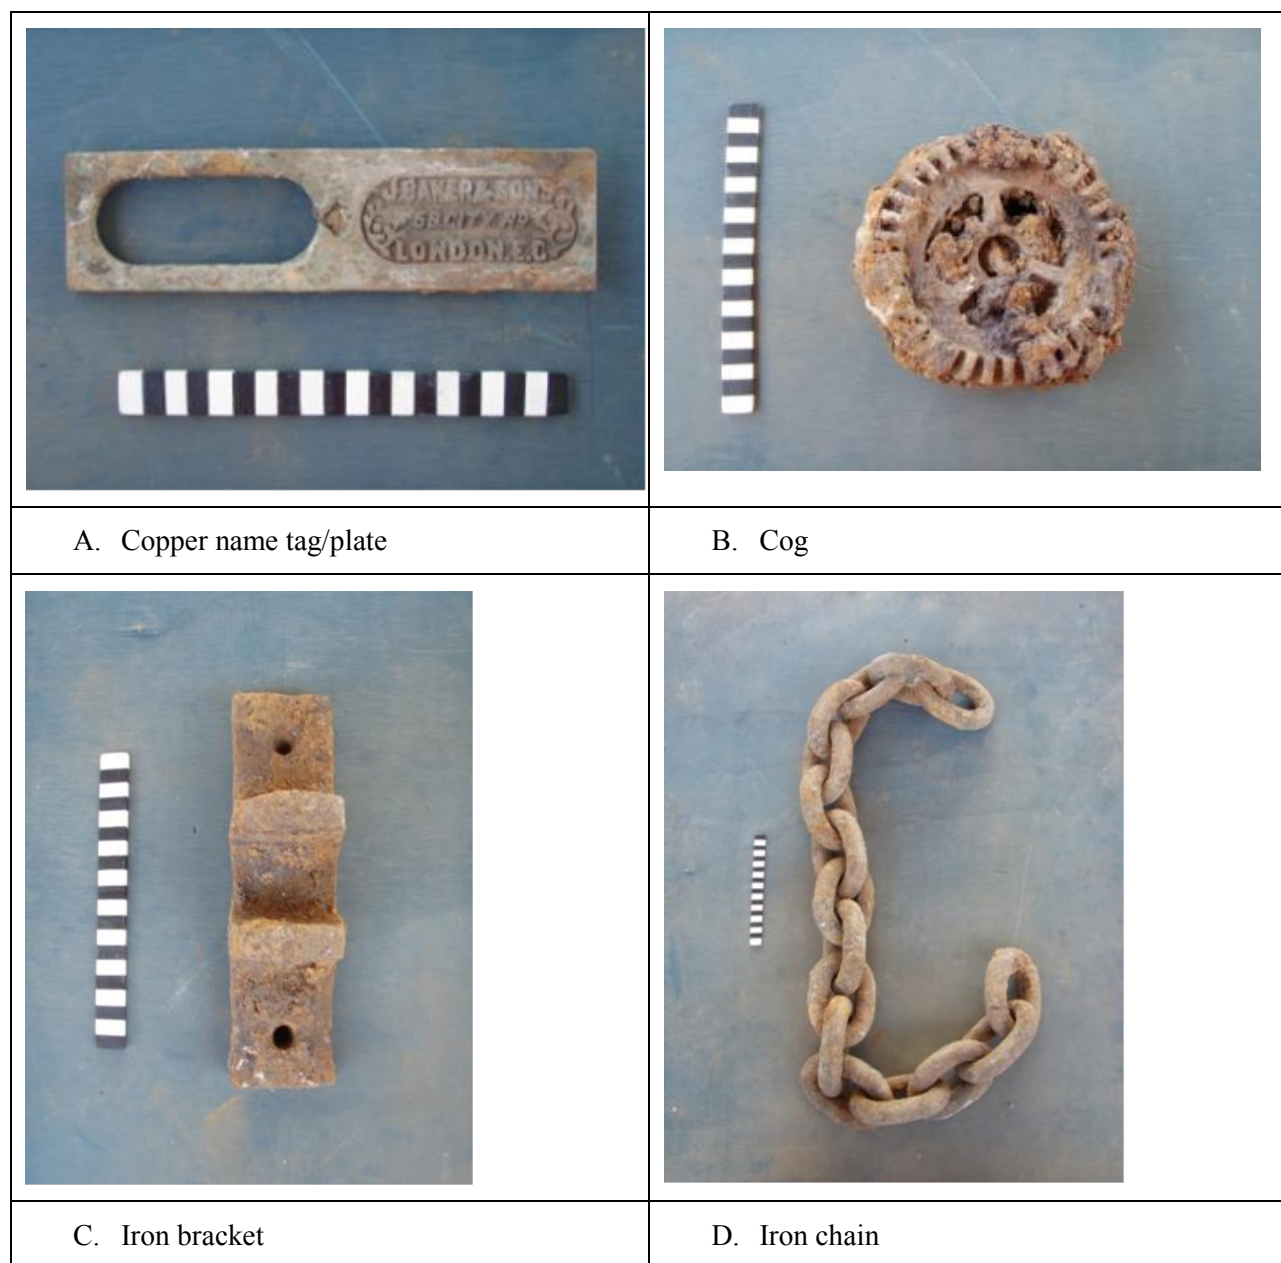 J. BAKER & SONS
58 CITY RD
LONDON. E.C
A. Copper name tag/plate
B. Cog
C. Iron bracket
D. Iron chain